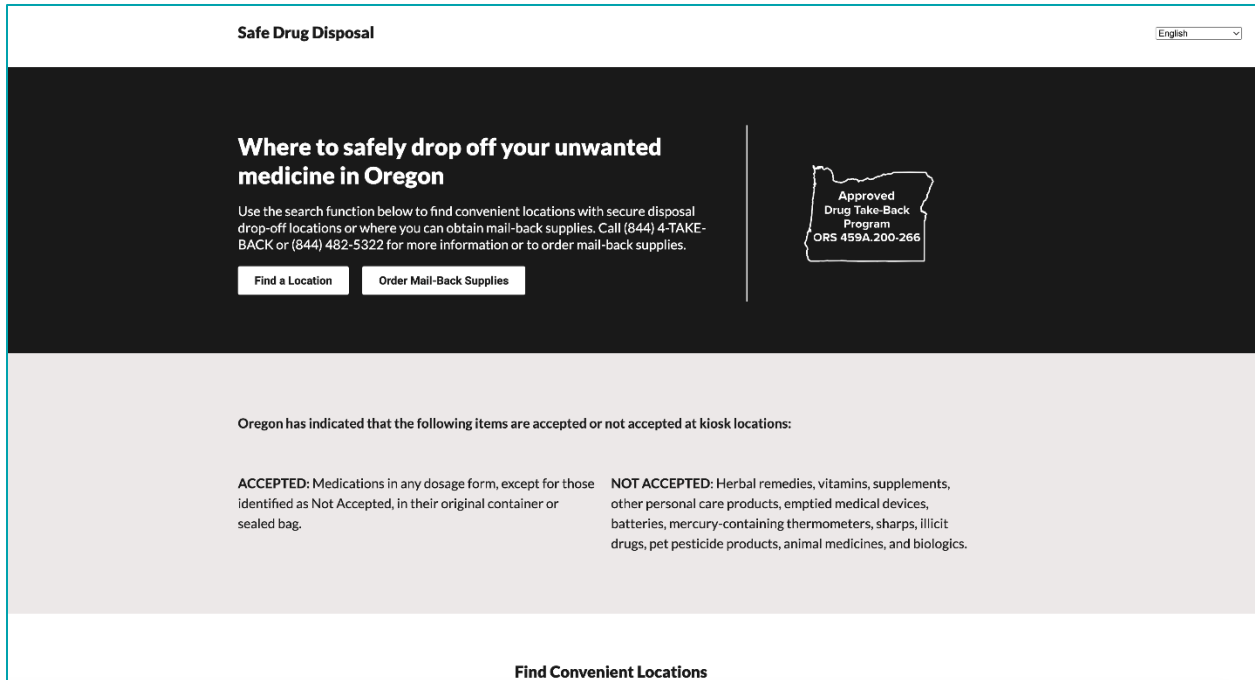 Safe Drug Disposal
English
Where to safely drop off your unwanted
medicine in Oregon
Use the search function below to find convenient locations with secure disposal
drop-off locations or where you can obtain mail-back supplies. Call (844) 4-TAKE-
BACK or (844) 482-5322 for more information or to order mail-back supplies.
Find a Location
Order Mail-Back Supplies
Approved
Drug Take-Back
Program
ORS 459A.200-266
Oregon has indicated that the following items are accepted or not accepted at kiosk locations:
ACCEPTED: Medications in any dosage form, except for those
identified as Not Accepted, in their original container or
sealed bag.
NOT ACCEPTED: Herbal remedies, vitamins, supplements,
other personal care products, emptied medical devices,
batteries, mercury-containing thermometers, sharps, illicit
drugs, pet pesticide products, animal medicines, and biologics.
Find Convenient Locations